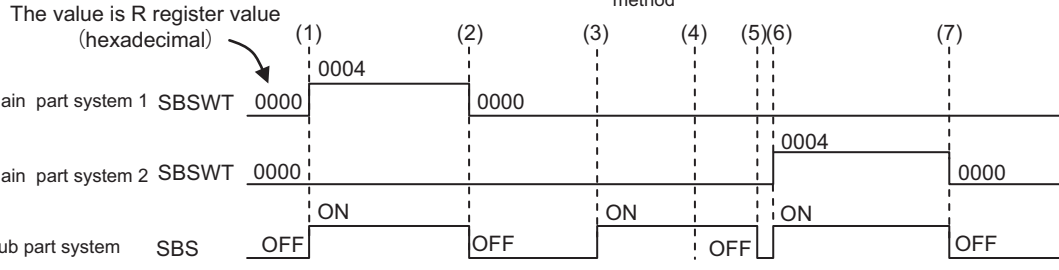 method
The value is R register value
(hexadecimal)
(1) (2) (3) (4) (5)(6) (7)
ain part system 1 SBSWT 0000 0004 0000
ain part system 2 SBSWT 0000 0004 0000
ub part system SBS OFF ON OFF ON OFF ON OFF